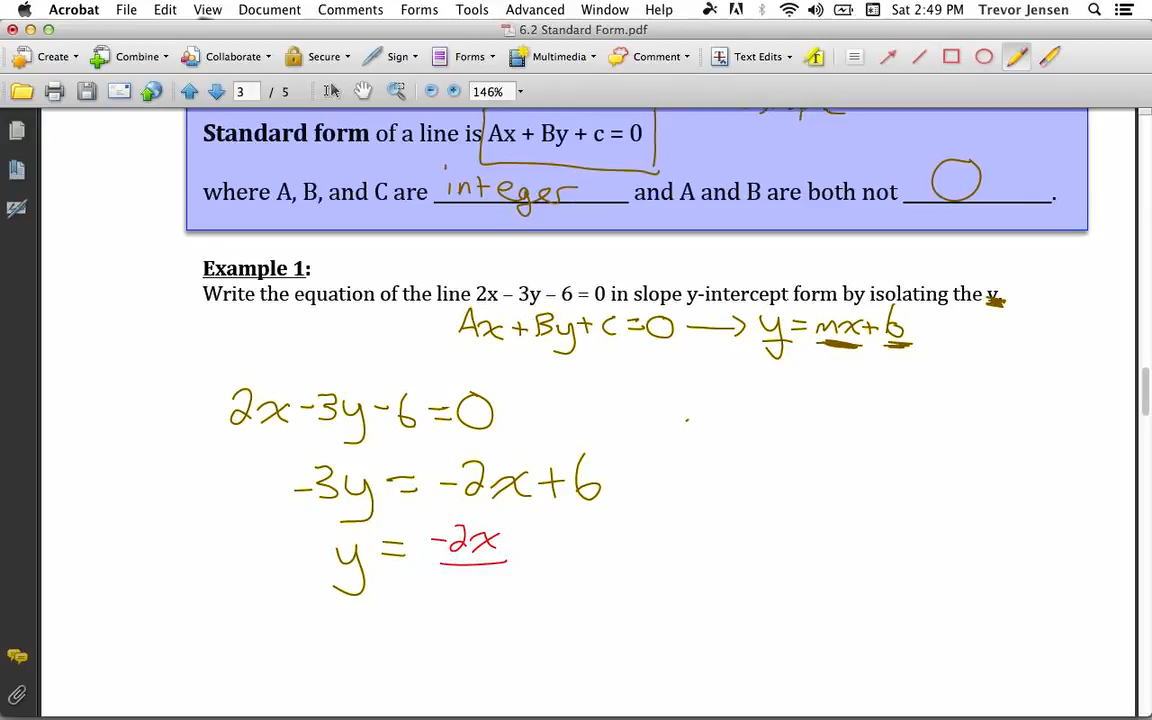 Acrobat File Edit View Document Comments Forms Tools Advanced Window Help Sat 2:49 PM Trevor Jensen
6.2 Standard Form.pdf
Create Combine Collaborate Secure Sign Forms Multimedia Comment Text Edits
3 / 5 146%
Standard form of a line is Ax + By + c = 0
where A, B, and C are integer and A and B are both not 0.
Example 1:
Write the equation of the line 2x – 3y – 6 = 0 in slope y-intercept form by isolating the y.
Ax + By + c = 0 → y = mx + b
2x - 3y - 6 = 0
-3y = -2x + 6
y = -2x